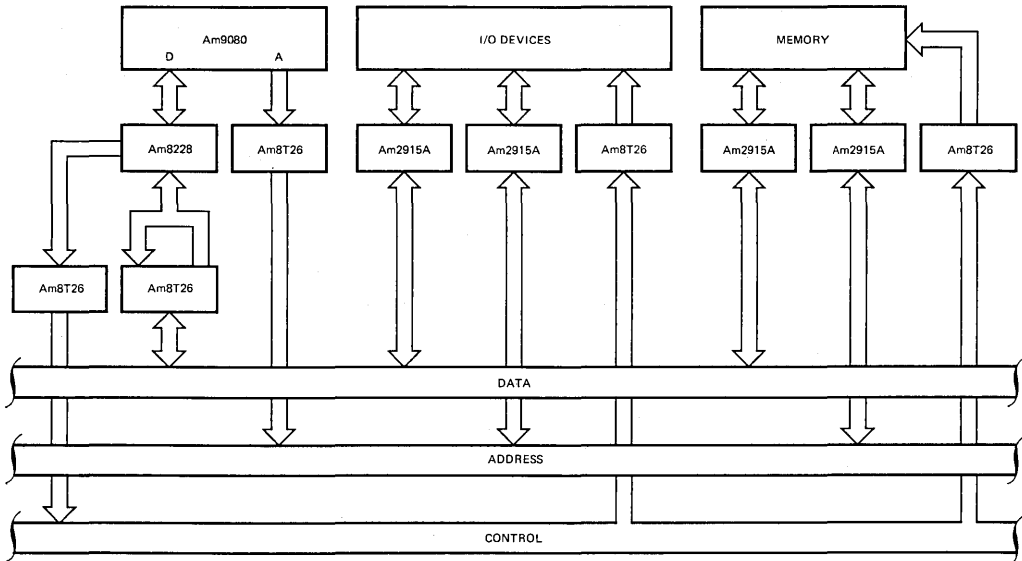 Am9080
D A
I/O DEVICES
MEMORY
Am8228
Am8T26
Am2915A
Am2915A
Am8T26
Am2915A
Am2915A
Am8T26
Am8T26
Am8T26
DATA
ADDRESS
CONTROL